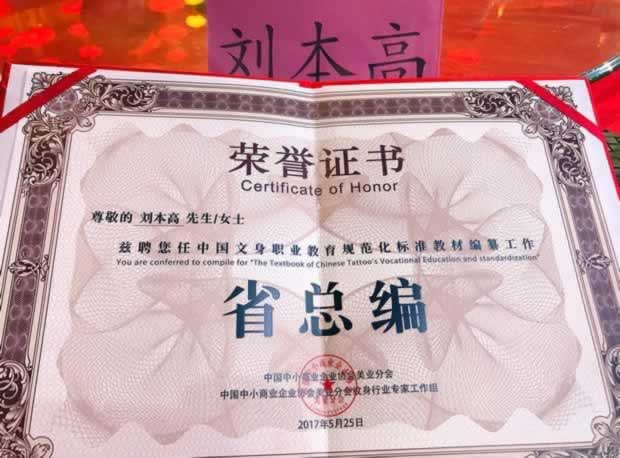 刘本高
荣誉证书
Certificate of Honor
尊敬的 刘本高 先生/女士
兹聘您任中国文身职业教育规范化标准教材编纂工作
You are conferred to compile for "The Textbook of Chinese Tattoo's Vocational Education and standardization"
省总编
中国中小商业企业协会美业分会
中国中小商业企业协会美业分会纹身行业专家工作组
2017年5月25日